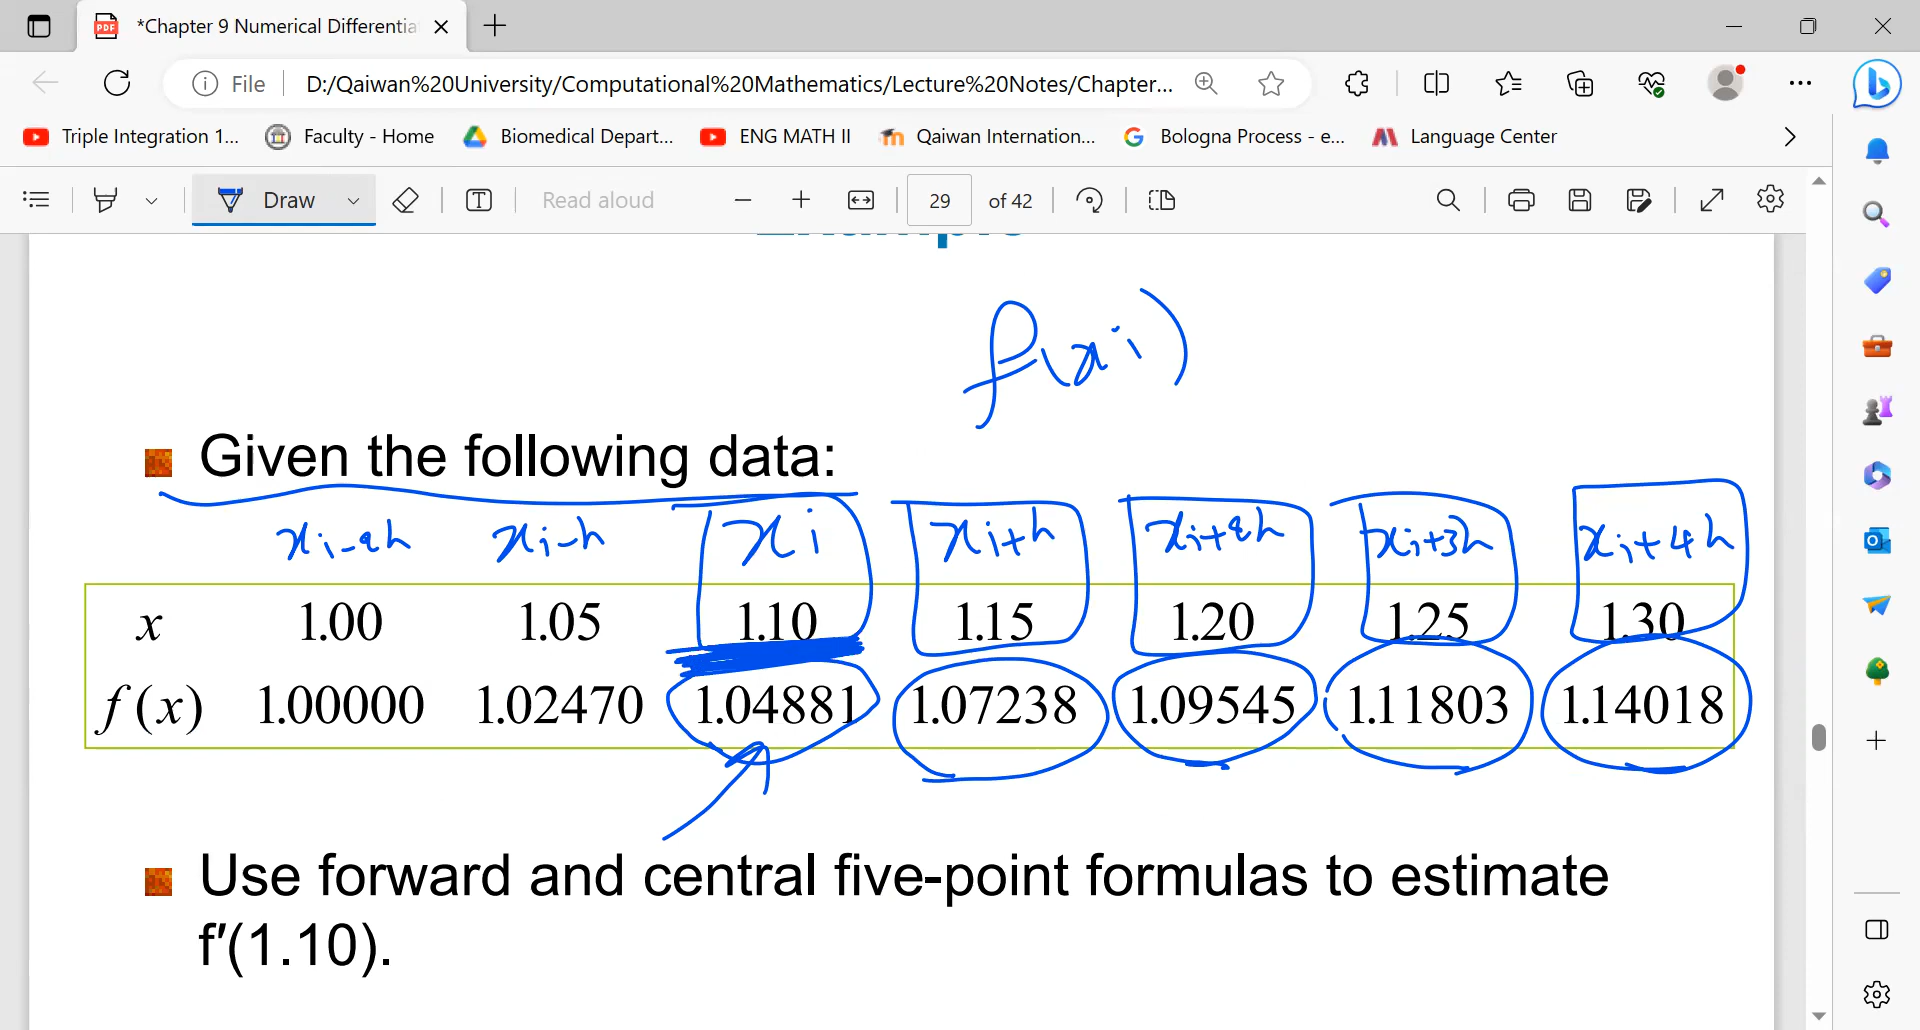 *Chapter 9 Numerical Differentia
File D:/Qaiwan%20University/Computational%20Mathematics/Lecture%20Notes/Chapter...
Triple Integration 1... Faculty - Home Biomedical Depart... ENG MATH II Qaiwan Internation... Bologna Process - e... Language Center
Draw Read aloud 29 of 42
Example
f(xi)
Given the following data:
xi-2h xi-h xi xi+h xi+2h xi+3h xi+4h
x 1.00 1.05 1.10 1.15 1.20 1.25 1.30
f(x) 1.00000 1.02470 1.04881 1.07238 1.09545 1.11803 1.14018
Use forward and central five-point formulas to estimate
f′(1.10).